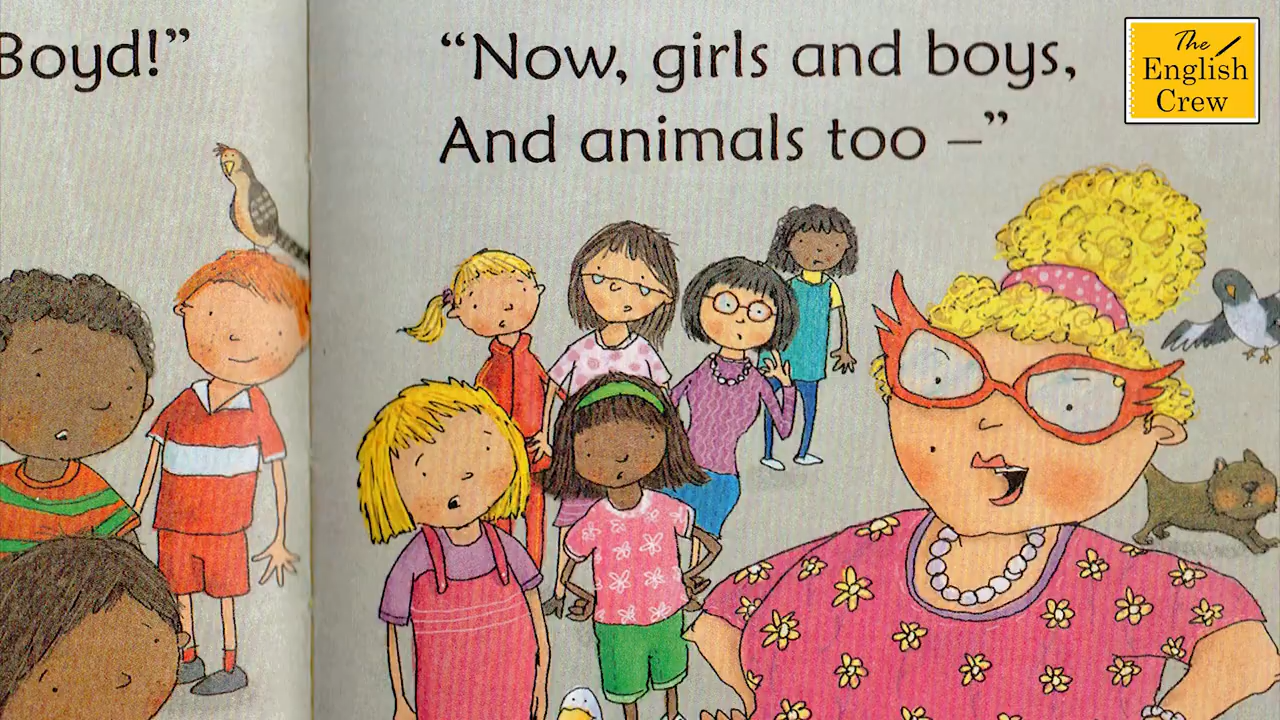 Boyd!”
“Now, girls and boys,
And animals too –”
The
English
Crew